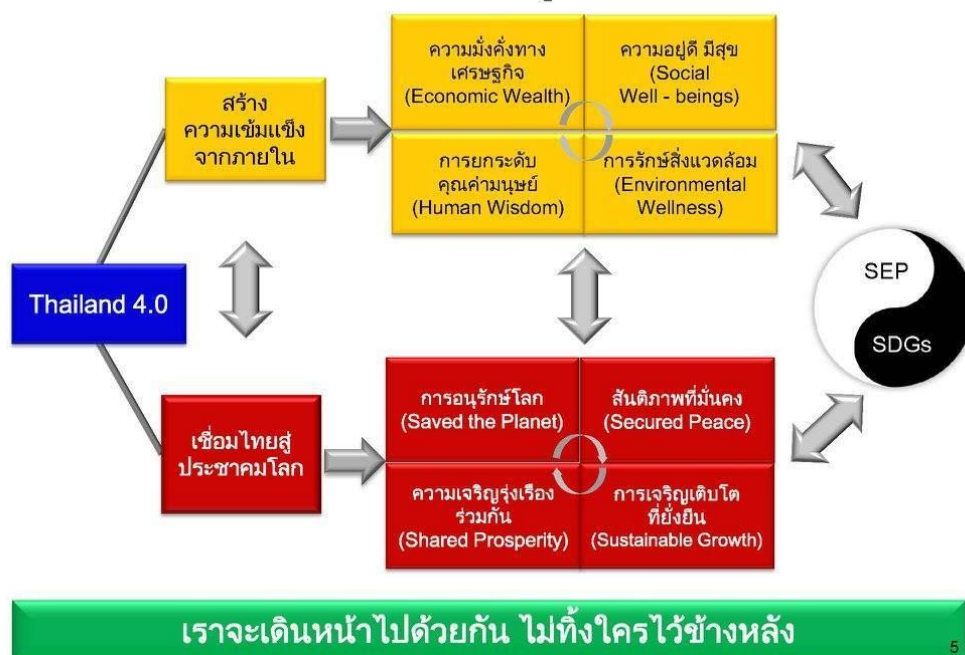 ความมั่งคั่งทาง
เศรษฐกิจ
(Economic Wealth)
ความอยู่ดี มีสุข
(Social
Well - beings)
สร้าง
ความเข้มแข็ง
จากภายใน
การยกระดับ
คุณค่ามนุษย์
(Human Wisdom)
การรักษ์สิ่งแวดล้อม
(Environmental
Wellness)
Thailand 4.0
SEP
SDGs
เชื่อมไทยสู่
ประชาคมโลก
การอนุรักษ์โลก
(Saved the Planet)
สันติภาพที่มั่นคง
(Secured Peace)
ความเจริญรุ่งเรือง
ร่วมกัน
(Shared Prosperity)
การเจริญเติบโต
ที่ยั่งยืน
(Sustainable Growth)
เราจะเดินหน้าไปด้วยกัน ไม่ทิ้งใครไว้ข้างหลัง
5